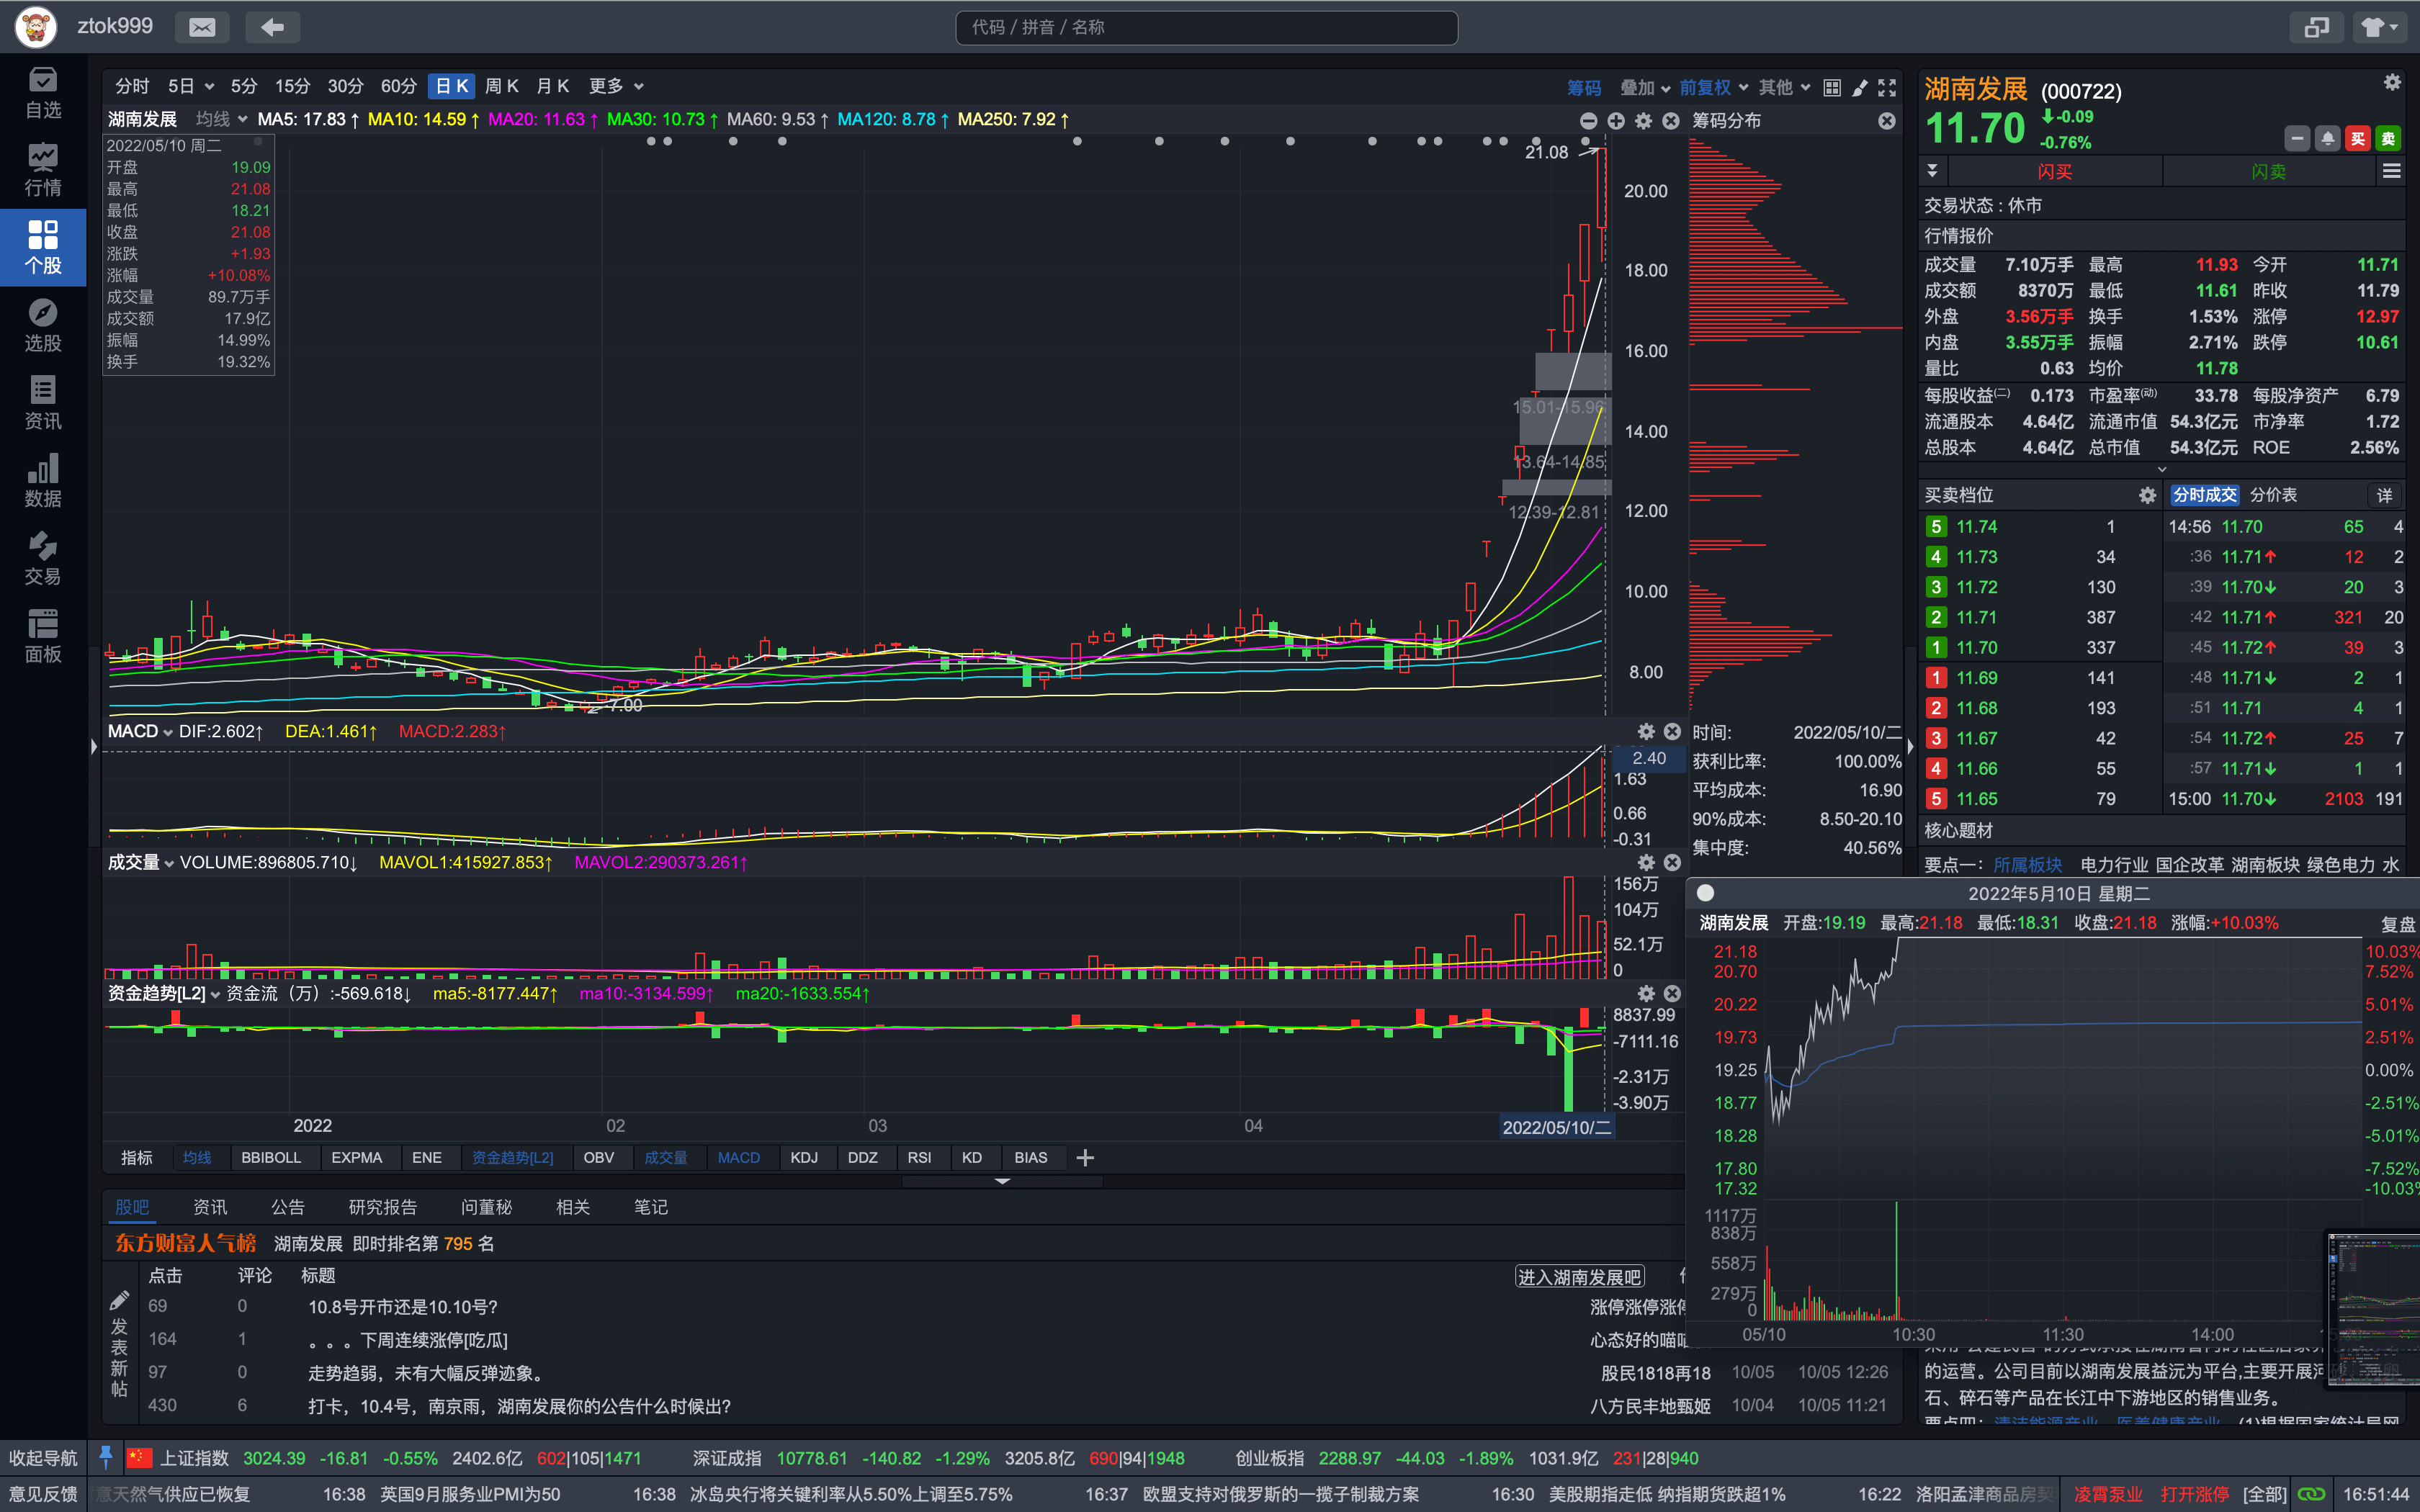 ztok999
代码 / 拼音 / 名称
自选
行情
个股
选股
资讯
数据
交易
面板
分时 5日 5分 15分 30分 60分 日K 周K 月K 更多 筹码 叠加 前复权 其他
湖南发展 均线 MA5: 17.83↑ MA10: 14.59↑ MA20: 11.63↑ MA30: 10.73↑ MA60: 9.53↑ MA120: 8.78↑ MA250: 7.92↑
筹码分布
2022/05/10 周二
开盘 19.09
最高 21.08
最低 18.21
收盘 21.08
涨跌 +1.93
涨幅 +10.08%
成交量 89.7万手
成交额 17.9亿
振幅 14.99%
换手 19.32%
21.08
20.00
18.00
16.00
15.01-15.96
14.00
13.64-14.85
12.39-12.81
12.00
10.00
8.00
7.00
MACD DIF:2.602↑ DEA:1.461↑ MACD:2.283↑
2.40
1.63
0.66
-0.31
成交量 VOLUME:896805.710↓ MAVOL1:415927.853↑ MAVOL2:290373.261↑
156万
104万
52.1万
0
资金趋势[L2] 资金流（万）:-569.618↓ ma5:-8177.447↑ ma10:-3134.599↑ ma20:-1633.554↑
8837.99
-7111.16
-2.31万
-3.90万
2022 02 03 04 2022/05/10/二
指标 均线 BBIBOLL EXPMA ENE 资金趋势[L2] OBV 成交量 MACD KDJ DDZ RSI KD BIAS
时间: 2022/05/10/二
获利比率: 100.00%
平均成本: 16.90
90%成本: 8.50-20.10
集中度: 40.56%
湖南发展 (000722)
11.70 -0.09
-0.76%
买 卖
闪买 闪卖
交易状态 : 休市
行情报价
成交量 7.10万手 最高 11.93 今开 11.71
成交额 8370万 最低 11.61 昨收 11.79
外盘 3.56万手 换手 1.53% 涨停 12.97
内盘 3.55万手 振幅 2.71% 跌停 10.61
量比 0.63 均价 11.78
每股收益(二) 0.173 市盈率(动) 33.78 每股净资产 6.79
流通股本 4.64亿 流通市值 54.3亿元 市净率 1.72
总股本 4.64亿 总市值 54.3亿元 ROE 2.56%
买卖档位 分时成交 分价表 详
5 11.74 1 14:56 11.70 65 4
4 11.73 34 :36 11.71↑ 12 2
3 11.72 130 :39 11.70↓ 20 3
2 11.71 387 :42 11.71↑ 321 20
1 11.70 337 :45 11.72↑ 39 3
1 11.69 141 :48 11.71↓ 2 1
2 11.68 193 :51 11.71 4 1
3 11.67 42 :54 11.72↑ 25 7
4 11.66 55 :57 11.71↓ 1 1
5 11.65 79 15:00 11.70↓ 2103 191
核心题材
要点一： 所属板块 电力行业 国企改革 湖南板块 绿色电力 水
2022年5月10日 星期二
湖南发展 开盘:19.19 最高:21.18 最低:18.31 收盘:21.18 涨幅:+10.03% 复盘
21.18 10.03%
20.70 7.52%
20.22 5.01%
19.73 2.51%
19.25 0.00%
18.77 -2.51%
18.28 -5.01%
17.80 -7.52%
17.32 -10.03%
1117万
838万
558万
279万
0
05/10 10:30 11:30 14:00
的运营。公司目前以湖南发展益沅为平台,主要开展河
石、碎石等产品在长江中下游地区的销售业务。
股吧 资讯 公告 研究报告 问董秘 相关 笔记
东方财富人气榜 湖南发展 即时排名第 795 名
点击 评论 标题 进入湖南发展吧
发表新帖
69 0 10.8号开市还是10.10号? 涨停涨停涨停
164 1 。。。下周连续涨停[吃瓜] 心态好的喵
97 0 走势趋弱，未有大幅反弹迹象。 股民1818再18 10/05 10/05 12:26
430 6 打卡，10.4号，南京雨，湖南发展你的公告什么时候出? 八方民丰地甄姬 10/04 10/05 11:21
收起导航 上证指数 3024.39 -16.81 -0.55% 2402.6亿 602|105|1471 深证成指 10778.61 -140.82 -1.29% 3205.8亿 690|94|1948 创业板指 2288.97 -44.03 -1.89% 1031.9亿 231|28|940
意见反馈 意天然气供应已恢复 16:38 英国9月服务业PMI为50 16:38 冰岛央行将关键利率从5.50%上调至5.75% 16:37 欧盟支持对俄罗斯的一揽子制裁方案 16:30 美股期指走低 纳指期货跌超1% 16:22 洛阳孟津商品房契 凌霄泵业 打开涨停 [全部] 16:51:44